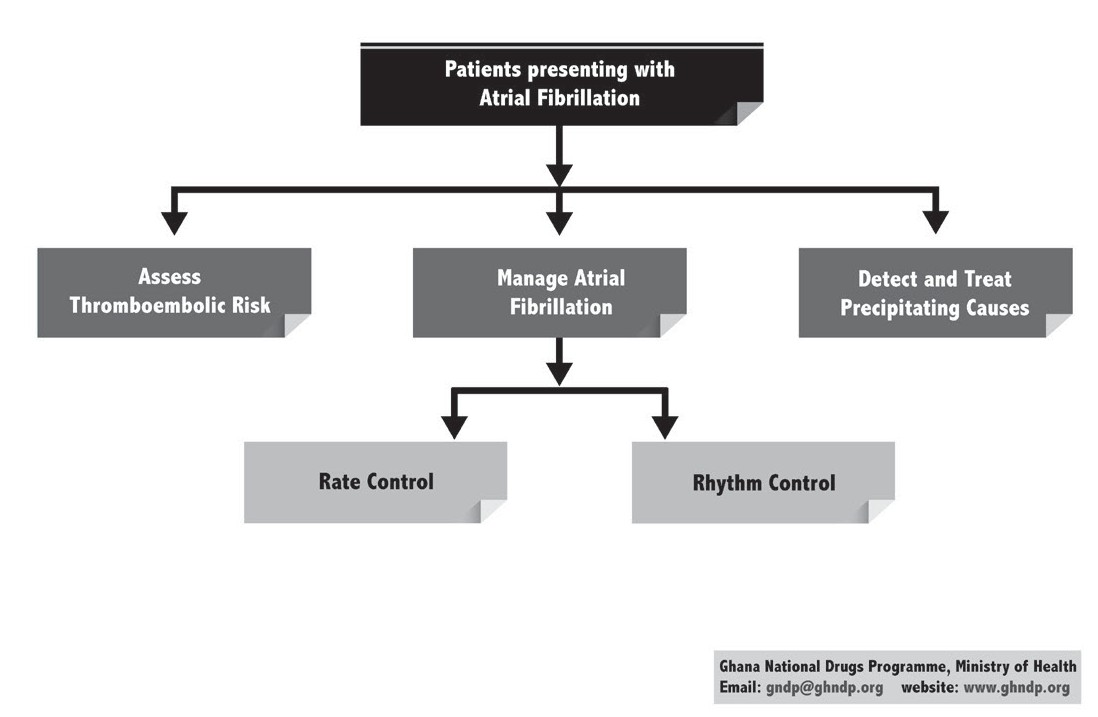 Patients presenting with
Atrial Fibrillation
Assess
Thromboembolic Risk
Manage Atrial
Fibrillation
Detect and Treat
Precipitating Causes
Rate Control
Rhythm Control
Ghana National Drugs Programme, Ministry of Health
Email: gndp@ghndp.org website: www.ghndp.org